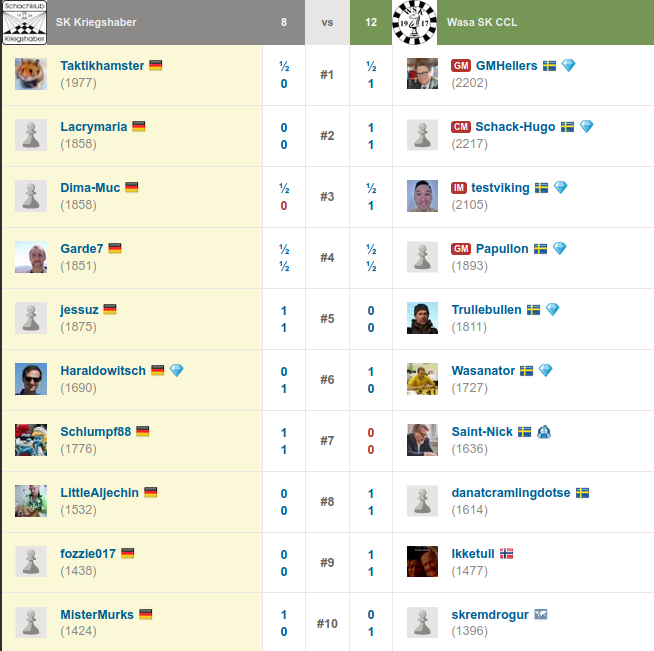 Schachklub
Kriegshaber
SK Kriegshaber 8 vs 12 WSK 1917 Wasa SK CCL
Taktikhamster ½ #1 ½ GM GMHellers
(1977) 0 1 (2202)
Lacrymaria 0 #2 1 CM Schack-Hugo
(1858) 0 1 (2217)
Dima-Muc ½ #3 ½ IM testviking
(1858) 0 1 (2105)
Garde7 ½ #4 ½ GM Papullon
(1851) ½ ½ (1893)
jessuz 1 #5 0 Trullebullen
(1875) 1 0 (1811)
Haraldowitsch 0 #6 1 Wasanator
(1690) 1 0 (1727)
Schlumpf88 1 #7 0 Saint-Nick
(1776) 1 0 (1636)
LittleAljechin 0 #8 1 danatcramlingdotse
(1532) 0 1 (1614)
fozzie017 0 #9 1 Ikketull
(1438) 0 1 (1477)
MisterMurks 1 #10 0 skremdrogur
(1424) 0 1 (1396)